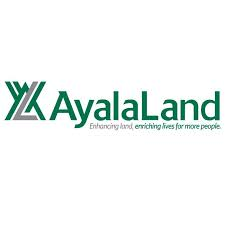 AyalaLand
Enhancing land, enriching lives for more people.